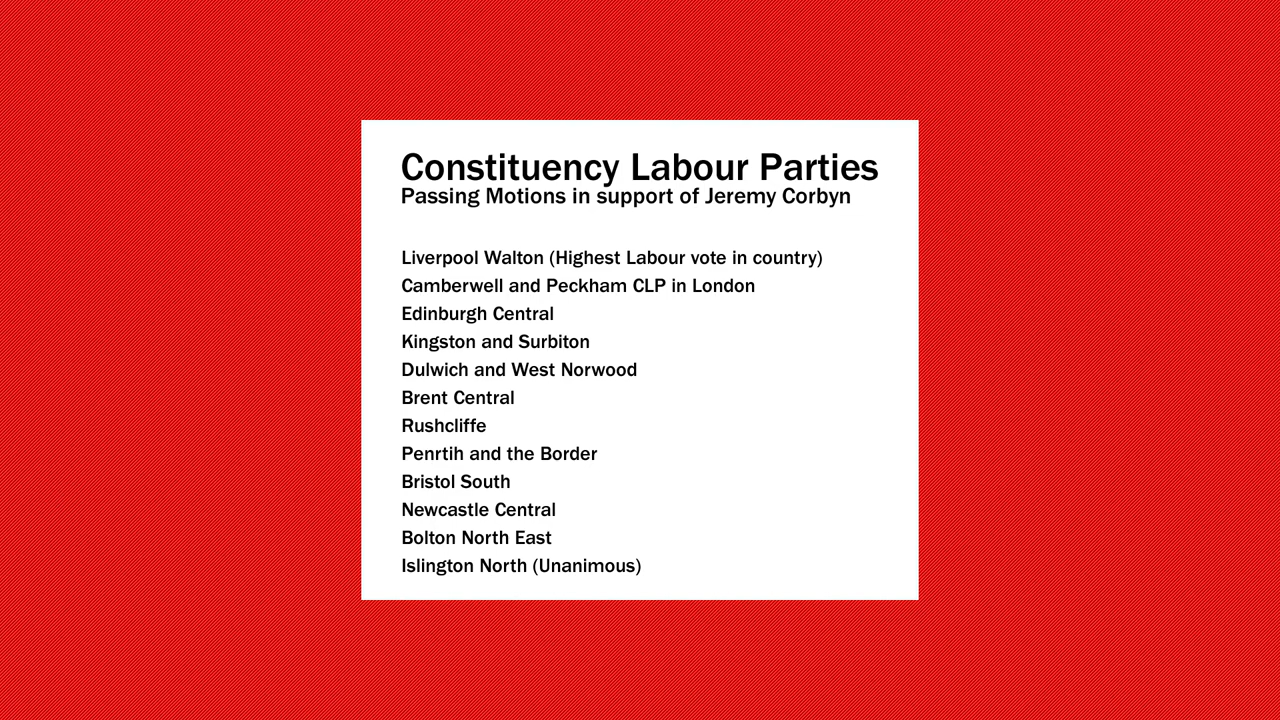 Constituency Labour Parties
Passing Motions in support of Jeremy Corbyn
Liverpool Walton (Highest Labour vote in country)
Camberwell and Peckham CLP in London
Edinburgh Central
Kingston and Surbiton
Dulwich and West Norwood
Brent Central
Rushcliffe
Penrtih and the Border
Bristol South
Newcastle Central
Bolton North East
Islington North (Unanimous)